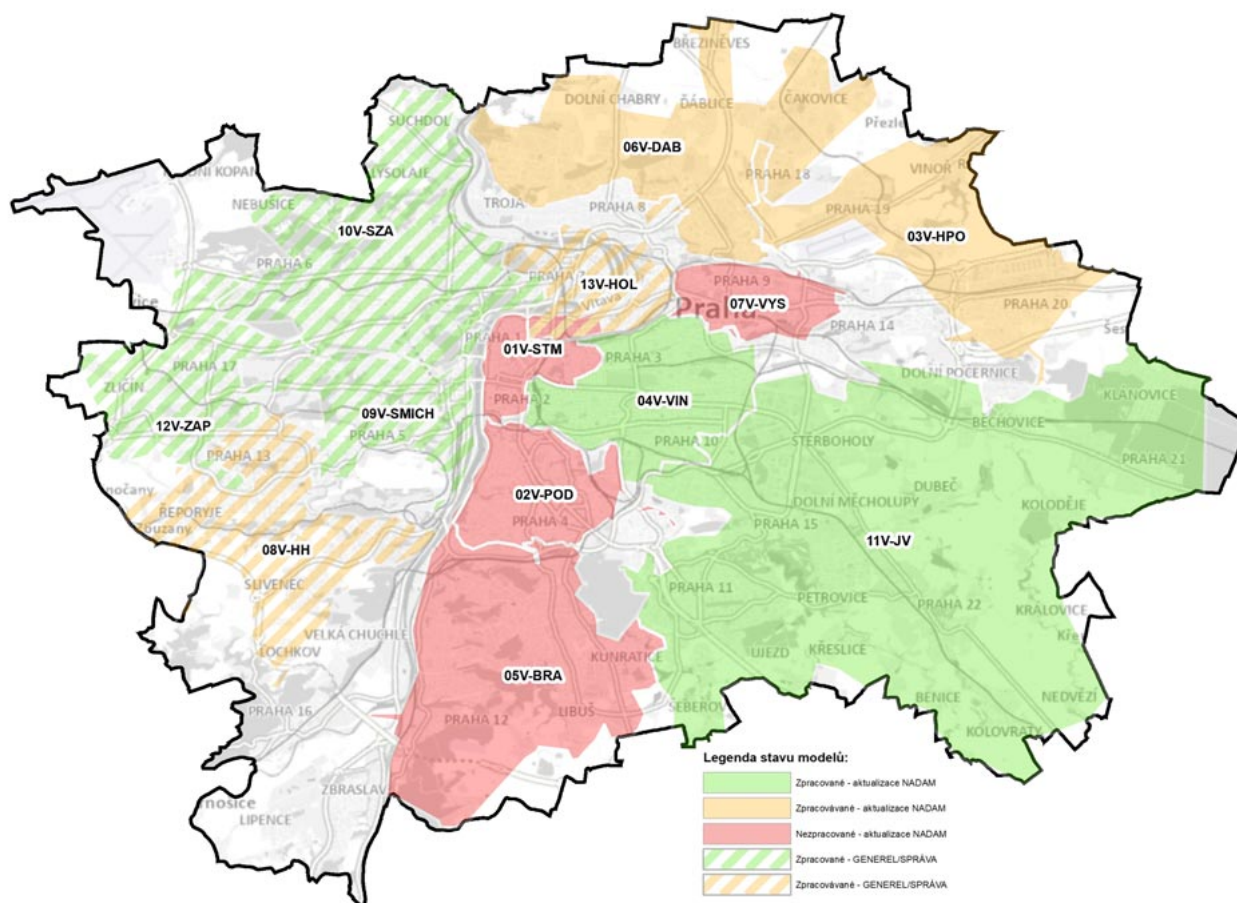 BŘEZINĚVES
DOLNÍ CHABRY
ĎÁBLICE
ČAKOVICE
SUCHDOL
06V-DAB
LYSOLAJE
NEBUŠICE
TROJA
PRAHA 8
PRAHA 18
VINOŘ
PRAHA 19
10V-SZA
03V-HPO
PRAHA 6
13V-HOL
Vltava
PRAHA 9
07V-VYS
PRAHA 20
Praha
PRAHA 14
PRAHA 1
01V-STM
PRAHA 3
PRAHA 17
DOLNÍ POČERNICE
ZLIČÍN
PRAHA 2
04V-VIN
KLÁNOVICE
09V-SMICH
BĚCHOVICE
12V-ZAP
PRAHA 5
PRAHA 10
ŠTĚRBOHOLY
PRAHA 13
PRAHA 21
DUBEČ
02V-POD
DOLNÍ MĚCHOLUPY
KOLODĚJE
ŘEPORYJE
PRAHA 4
PRAHA 15
08V-HH
11V-JV
SLIVENEC
PRAHA 11
PETROVICE
PRAHA 22
KRÁLOVICE
VELKÁ CHUCHLE
LOCHKOV
KUNRATICE
ÚJEZD
KŘESLICE
05V-BRA
BENICE
NEDVĚZÍ
PRAHA 16
PRAHA 12
LIBUŠ
ŠEBEROV
KOLOVRATY
ZBRASLAV
LIPENCE
Legenda stavu modelů:
Zpracované - aktualizace NADAM
Zpracovávané - aktualizace NADAM
Nezpracované - aktualizace NADAM
Zpracované - GENEREL/SPRÁVA
Zpracovávané - GENEREL/SPRÁVA